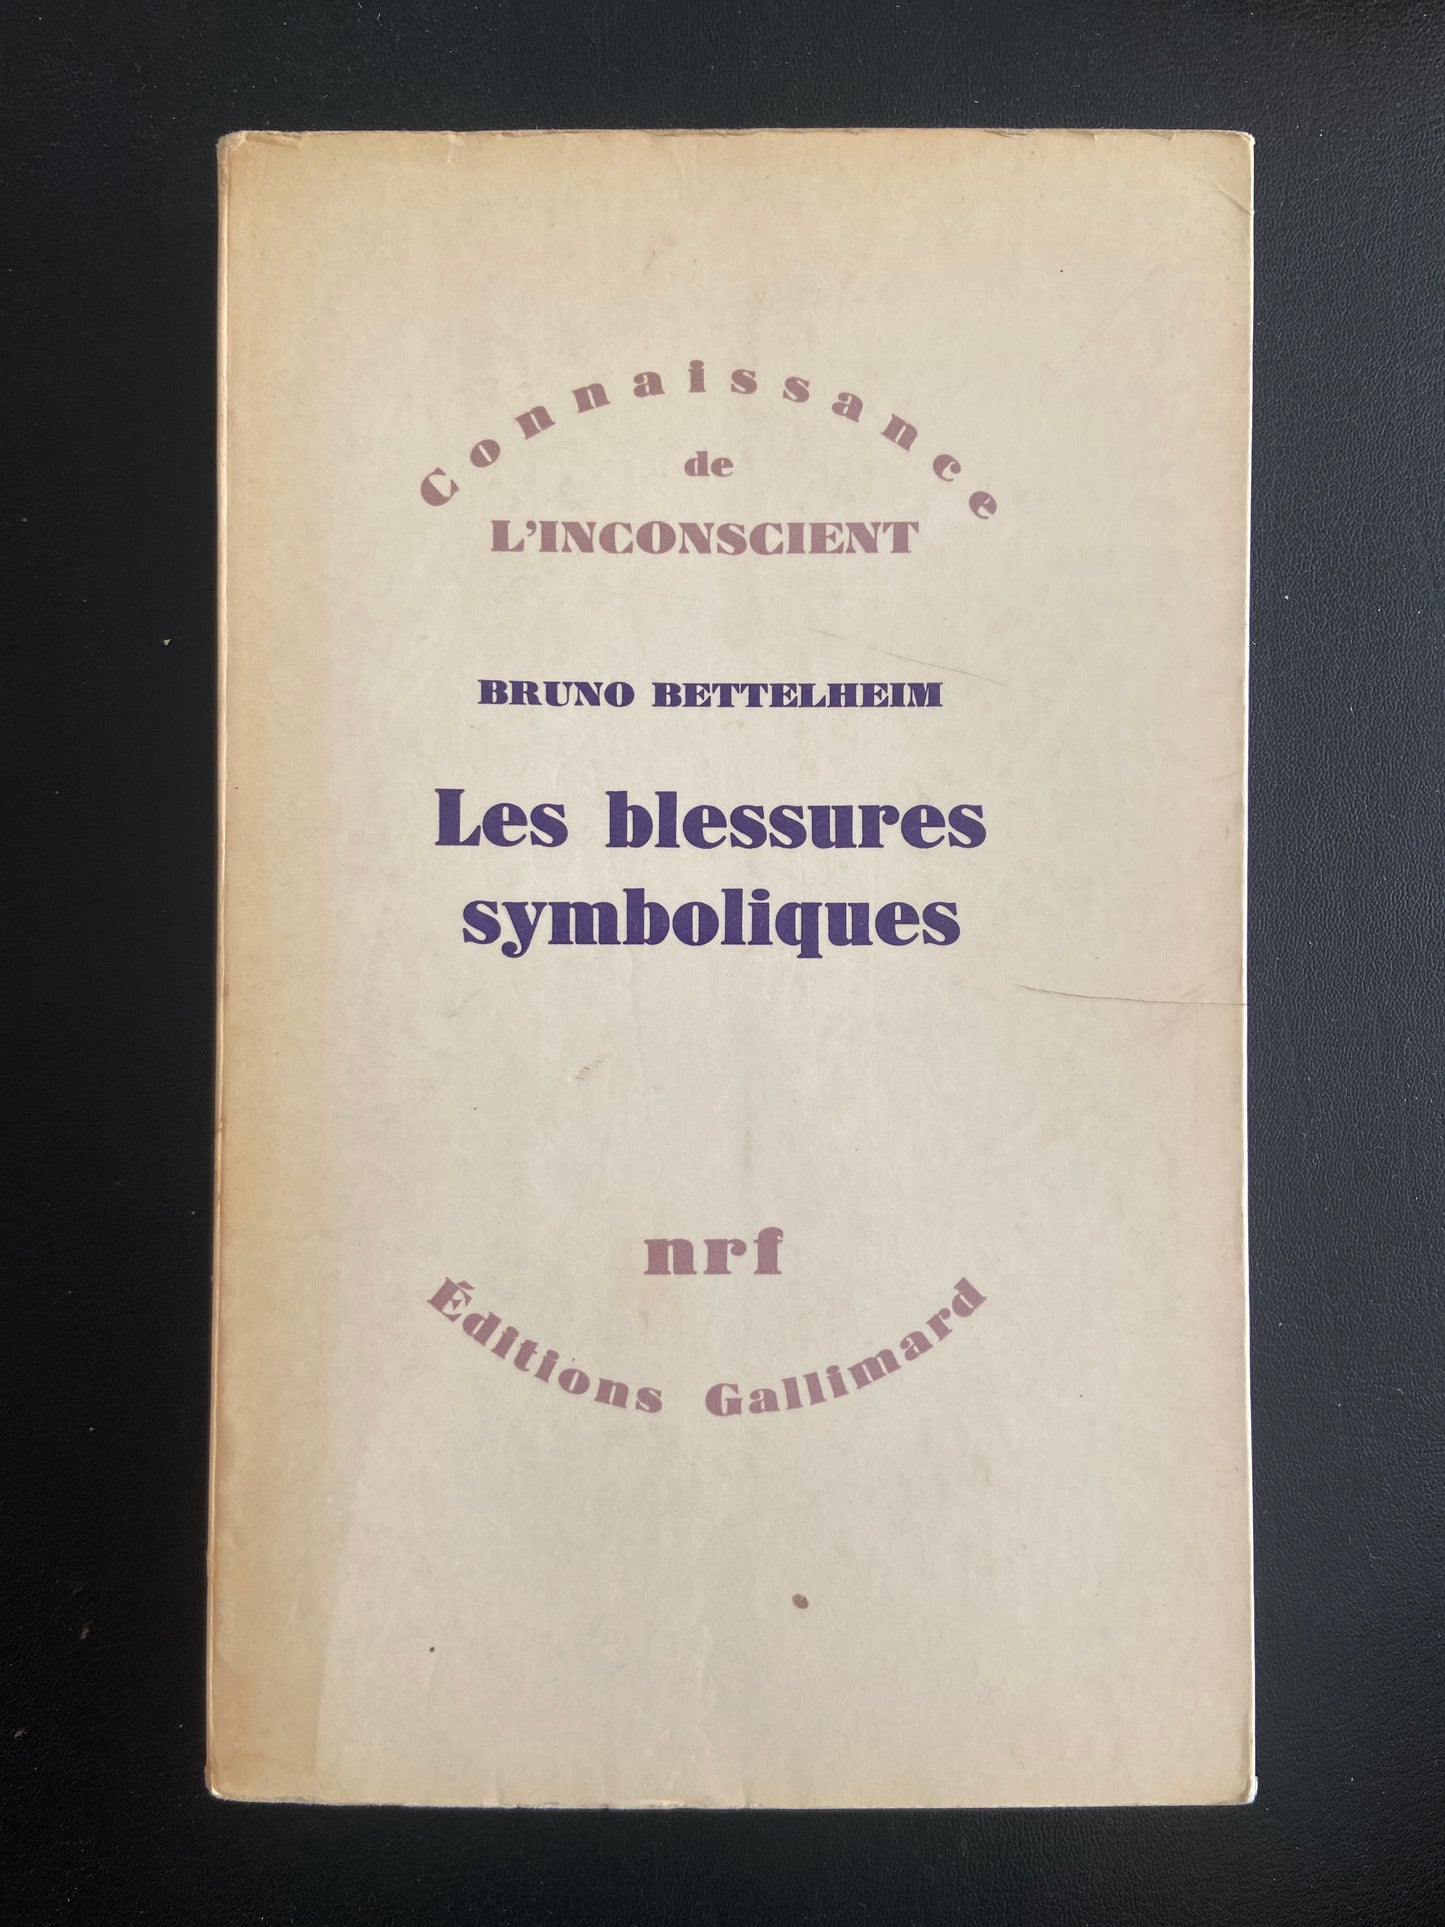 Connaissance
de
L'INCONSCIENT
BRUNO BETTELHEIM
Les blessures
symboliques
nrf
Éditions Gallimard